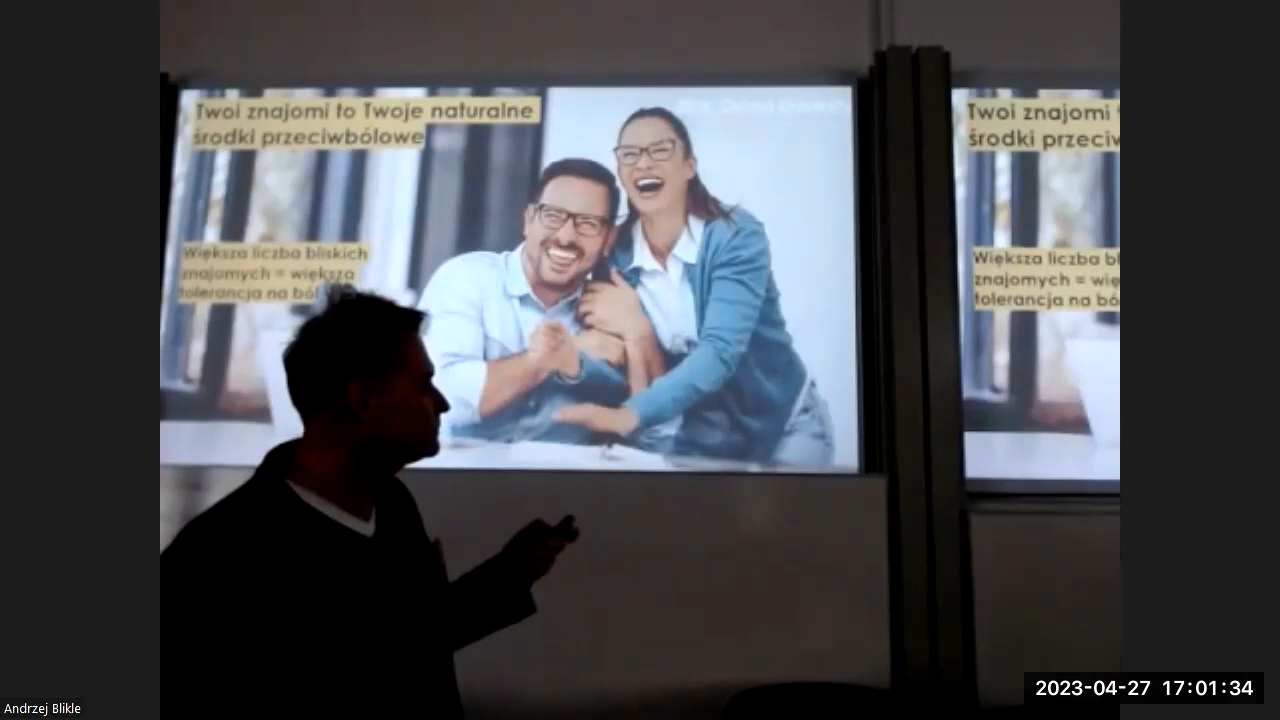 Twoi znajomi to Twoje naturalne
środki przeciwbólowe
Większa liczba bliskich
znajomych = większa
tolerancja na ból
Twoi znajomi
środki przeciw
Większa liczba bl
znajomych = wię
tolerancja na bó
Andrzej Blikle
2023-04-27 17:01:34